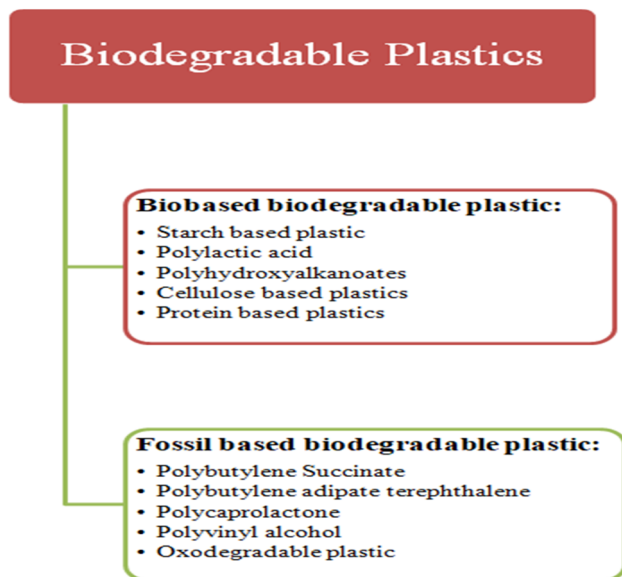 Biodegradable Plastics
Biobased biodegradable plastic:
• Starch based plastic
• Polylactic acid
• Polyhydroxyalkanoates
• Cellulose based plastics
• Protein based plastics
Fossil based biodegradable plastic:
• Polybutylene Succinate
• Polybutylene adipate terephthalene
• Polycaprolactone
• Polyvinyl alcohol
• Oxodegradable plastic